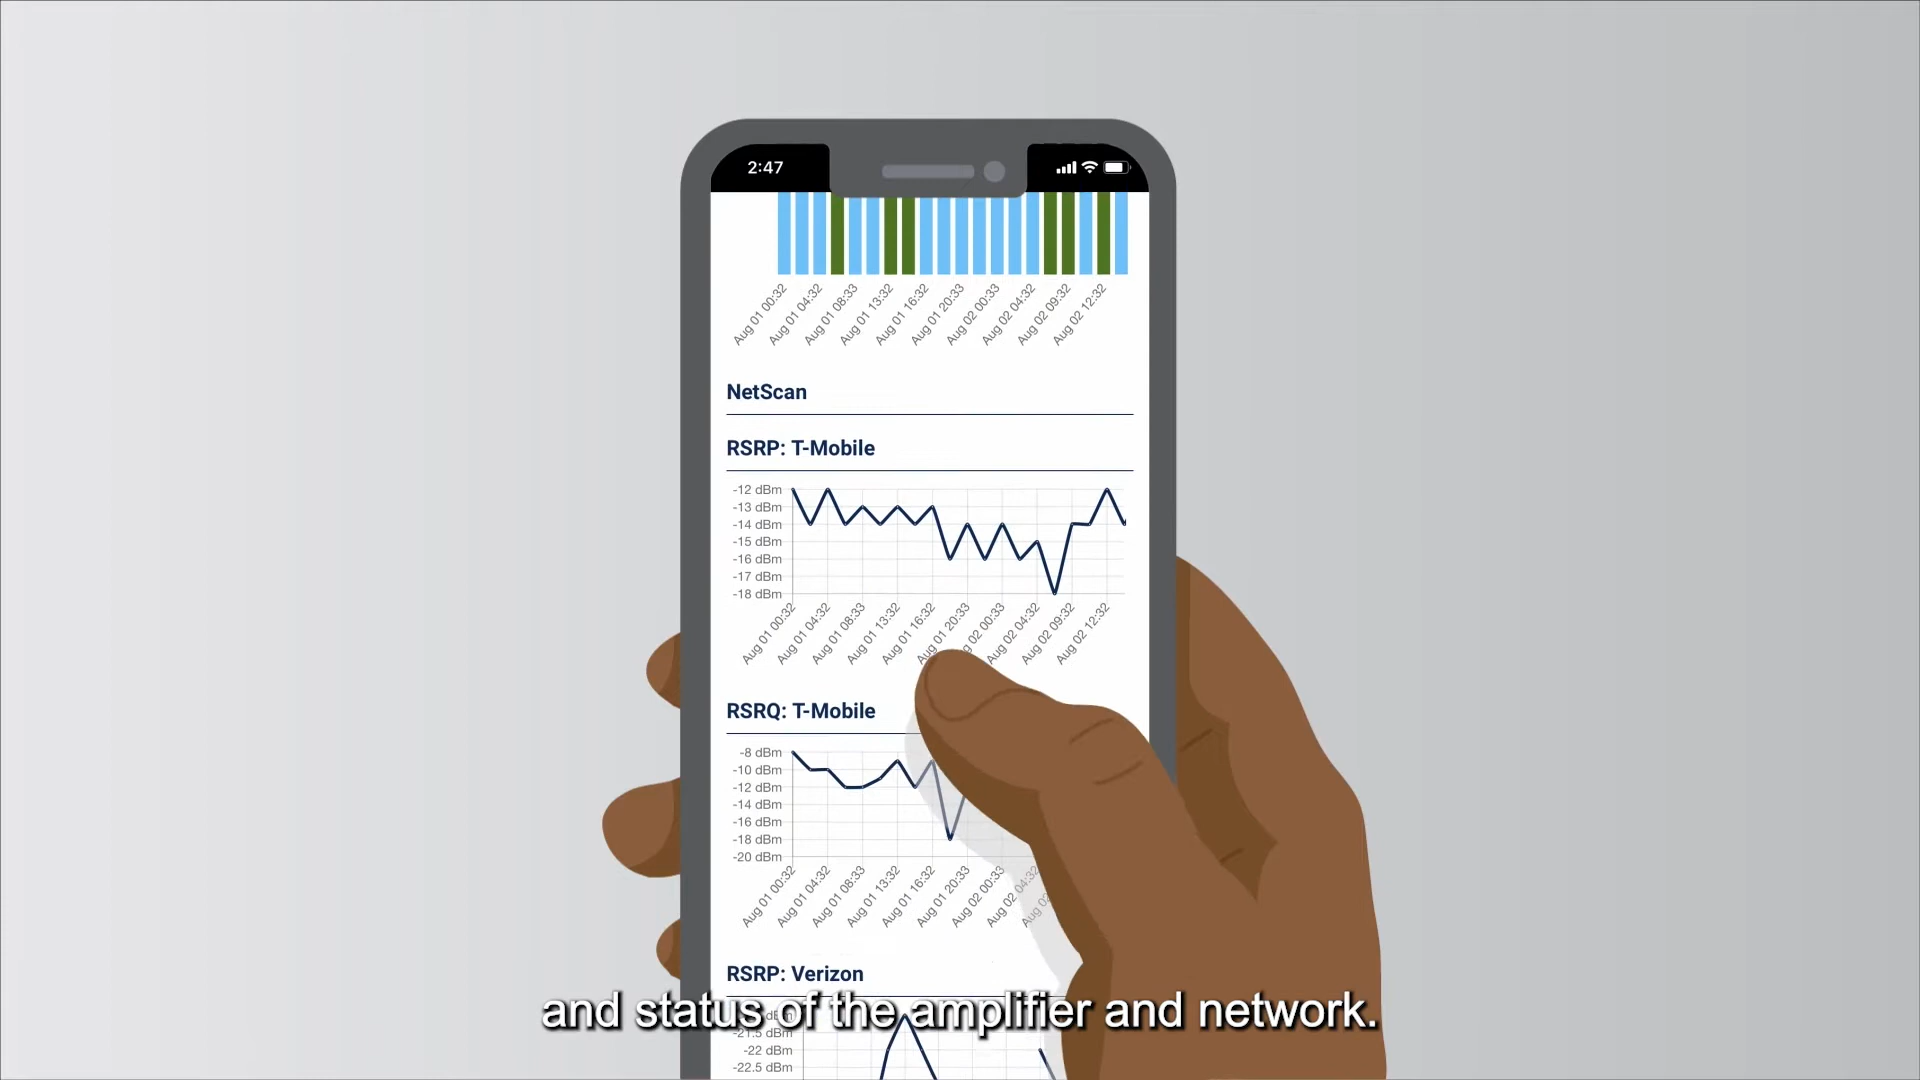 2:47
Aug 01 00:32
Aug 01 04:32
Aug 01 08:33
Aug 01 13:32
Aug 01 16:32
Aug 01 20:33
Aug 02 00:33
Aug 02 04:32
Aug 02 09:32
Aug 02 12:32
NetScan
RSRP: T-Mobile
-12 dBm
-13 dBm
-14 dBm
-15 dBm
-16 dBm
-17 dBm
-18 dBm
Aug 01 00:32
Aug 01 04:32
Aug 01 08:33
Aug 01 13:32
Aug 01 16:32
Aug 01 20:33
02 00:33
Aug 02 04:32
Aug 02 09:32
Aug 02 12:32
RSRQ: T-Mobile
-8 dBm
-10 dBm
-12 dBm
-14 dBm
-16 dBm
-18 dBm
-20 dBm
Aug 01 00:32
Aug 01 04:32
Aug 01 08:33
Aug 01 13:32
Aug 01 16:32
Aug 01 20:33
Aug 02 00:33
Aug 02 04:32
Aug 02
RSRP: Verizon
and status of the amplifier and network.
-21.5 dBm
-22 dBm
-22.5 dBm